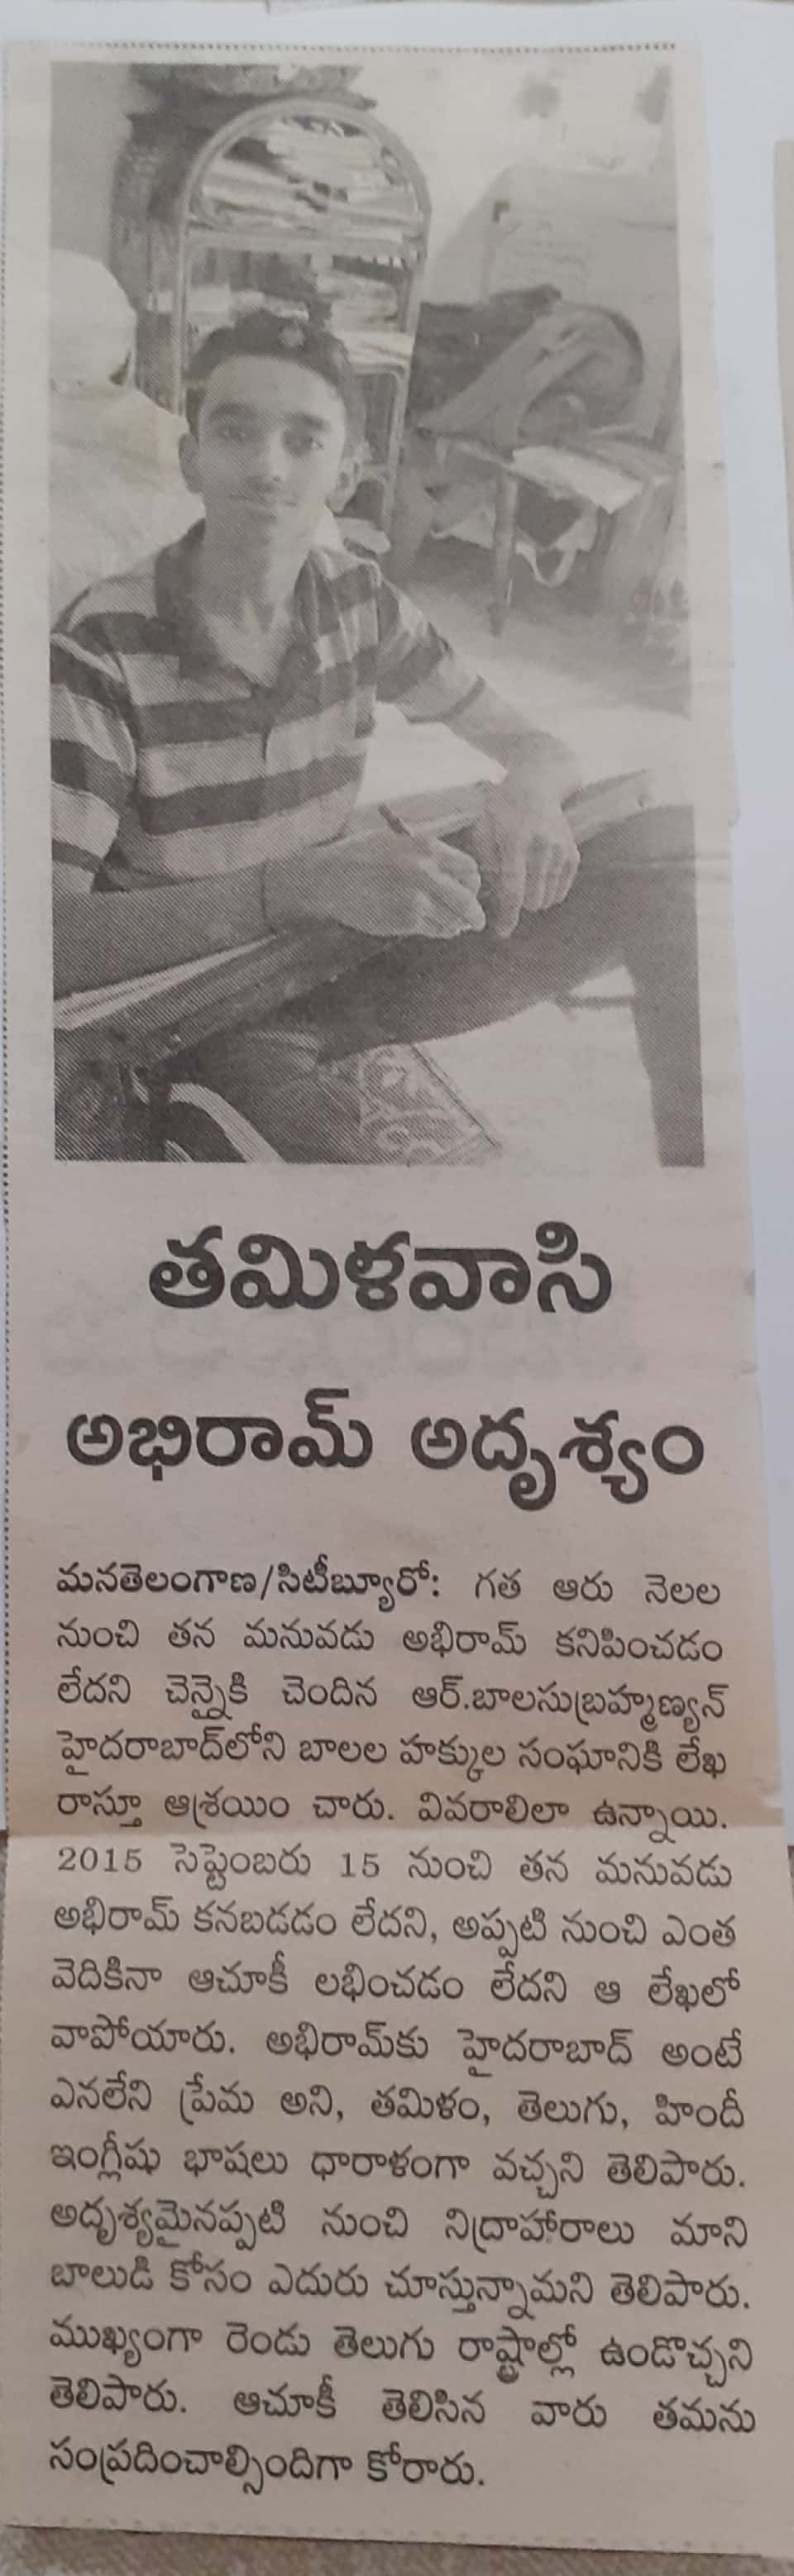 తమిళవాసి
అభిరామ్ అదృశ్యం
మనతెలంగాణ/సిటీబ్యూరో: గత ఆరు నెలల
నుంచి తన మనువడు అభిరామ్ కనిపించడం
లేదని చెన్నైకి చెందిన ఆర్.బాలసుబ్రహ్మణ్యన్
హైదరాబాద్‌లోని బాలల హక్కుల సంఘానికి లేఖ
రాస్తూ ఆశ్రయిం చారు. వివరాలిలా ఉన్నాయి.
2015 సెప్టెంబరు 15 నుంచి తన మనువడు
అభిరామ్ కనబడడం లేదని, అప్పటి నుంచి ఎంత
వెదికినా ఆచూకీ లభించడం లేదని ఆ లేఖలో
వాపోయారు. అభిరామ్‌కు హైదరాబాద్ అంటే
ఎనలేని ప్రేమ అని, తమిళం, తెలుగు, హిందీ
ఇంగ్లీషు భాషలు ధారాళంగా వచ్చని తెలిపారు.
అదృశ్యమైనప్పటి నుంచి నిద్రాహారాలు మాని
బాలుడి కోసం ఎదురు చూస్తున్నామని తెలిపారు.
ముఖ్యంగా రెండు తెలుగు రాష్ట్రాల్లో ఉండొచ్చని
తెలిపారు. ఆచూకీ తెలిసిన వారు తమను
సంప్రదించాల్సిందిగా కోరారు.